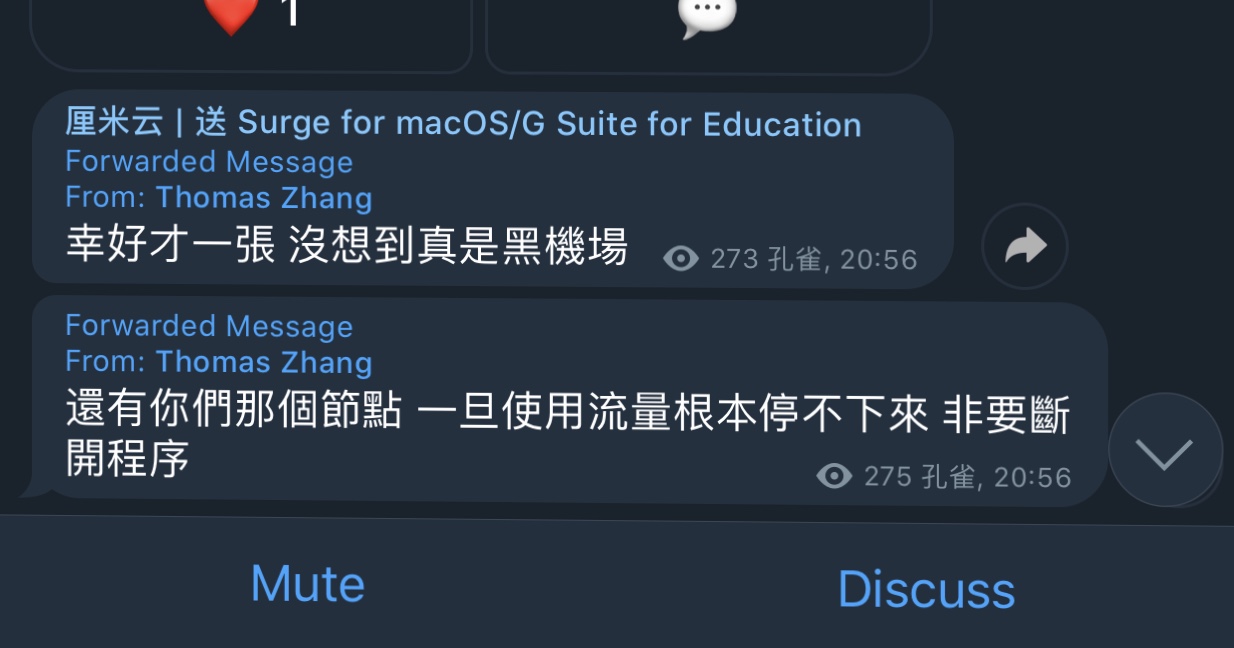 1
厘米云 | 送 Surge for macOS/G Suite for Education
Forwarded Message
From: Thomas Zhang
幸好才一張 沒想到真是黑機場
273 孔雀, 20:56
Forwarded Message
From: Thomas Zhang
還有你們那個節點 一旦使用流量根本停不下來 非要斷
開程序
275 孔雀, 20:56
Mute
Discuss